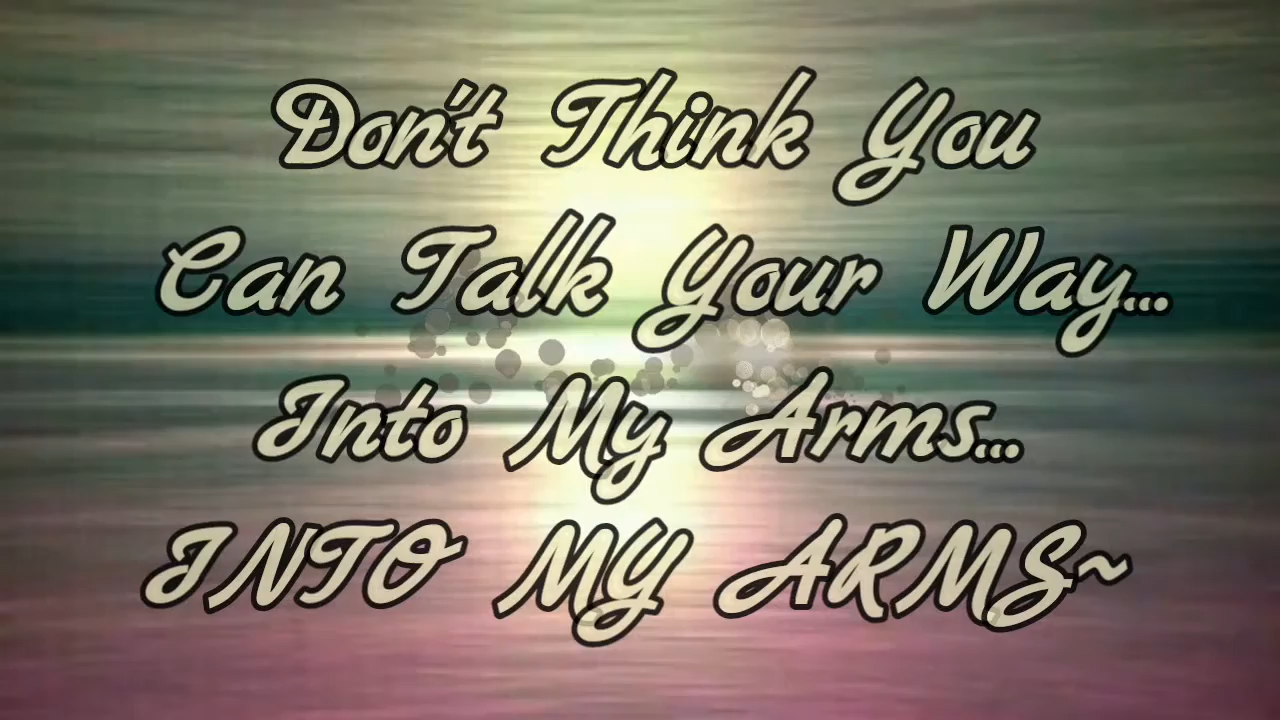 Don't Think You
Can Talk Your Way...
Into My Arms...
INTO MY ARMS~